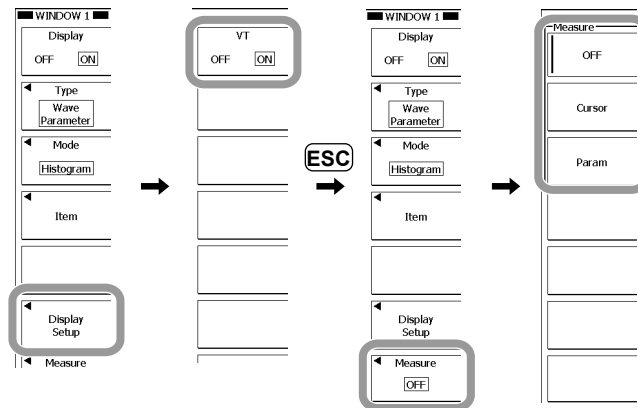 WINDOW 1
Display
OFF ON
Type
Wave
Parameter
Mode
Histogram
Item
Display
Setup
Measure
VT
OFF ON
ESC
WINDOW 1
Display
OFF ON
Type
Wave
Parameter
Mode
Histogram
Item
Display
Setup
Measure
OFF
Measure
OFF
Cursor
Param